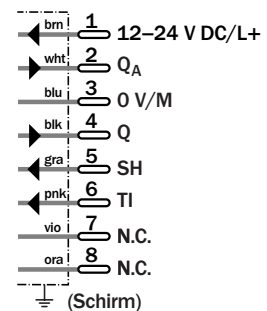 brn 1 12–24 V DC/L+
wht 2 QA
blu 3 0 V/M
blk 4 Q
gra 5 SH
pnk 6 TI
vio 7 N.C.
ora 8 N.C.
(Schirm)